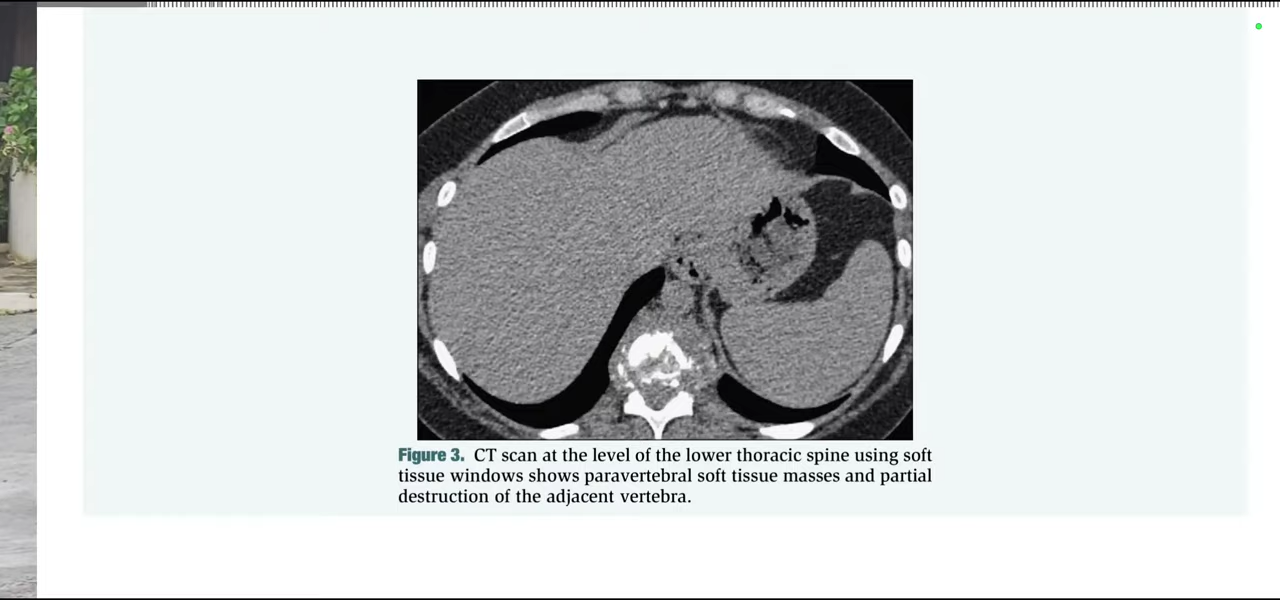 Figure 3. CT scan at the level of the lower thoracic spine using soft
tissue windows shows paravertebral soft tissue masses and partial
destruction of the adjacent vertebra.